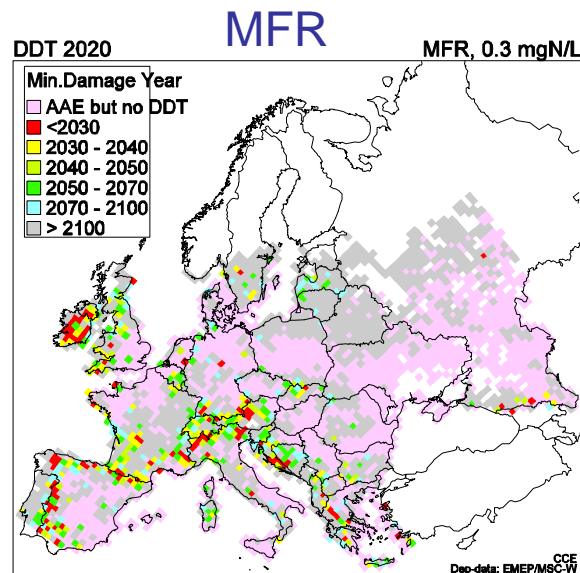 MFR
DDT 2020
MFR, 0.3 mgN/L
Min.Damage Year
AAE but no DDT
<2030
2030 - 2040
2040 - 2050
2050 - 2070
2070 - 2100
> 2100
CCE
Dep-data: EMEP/MSC-W